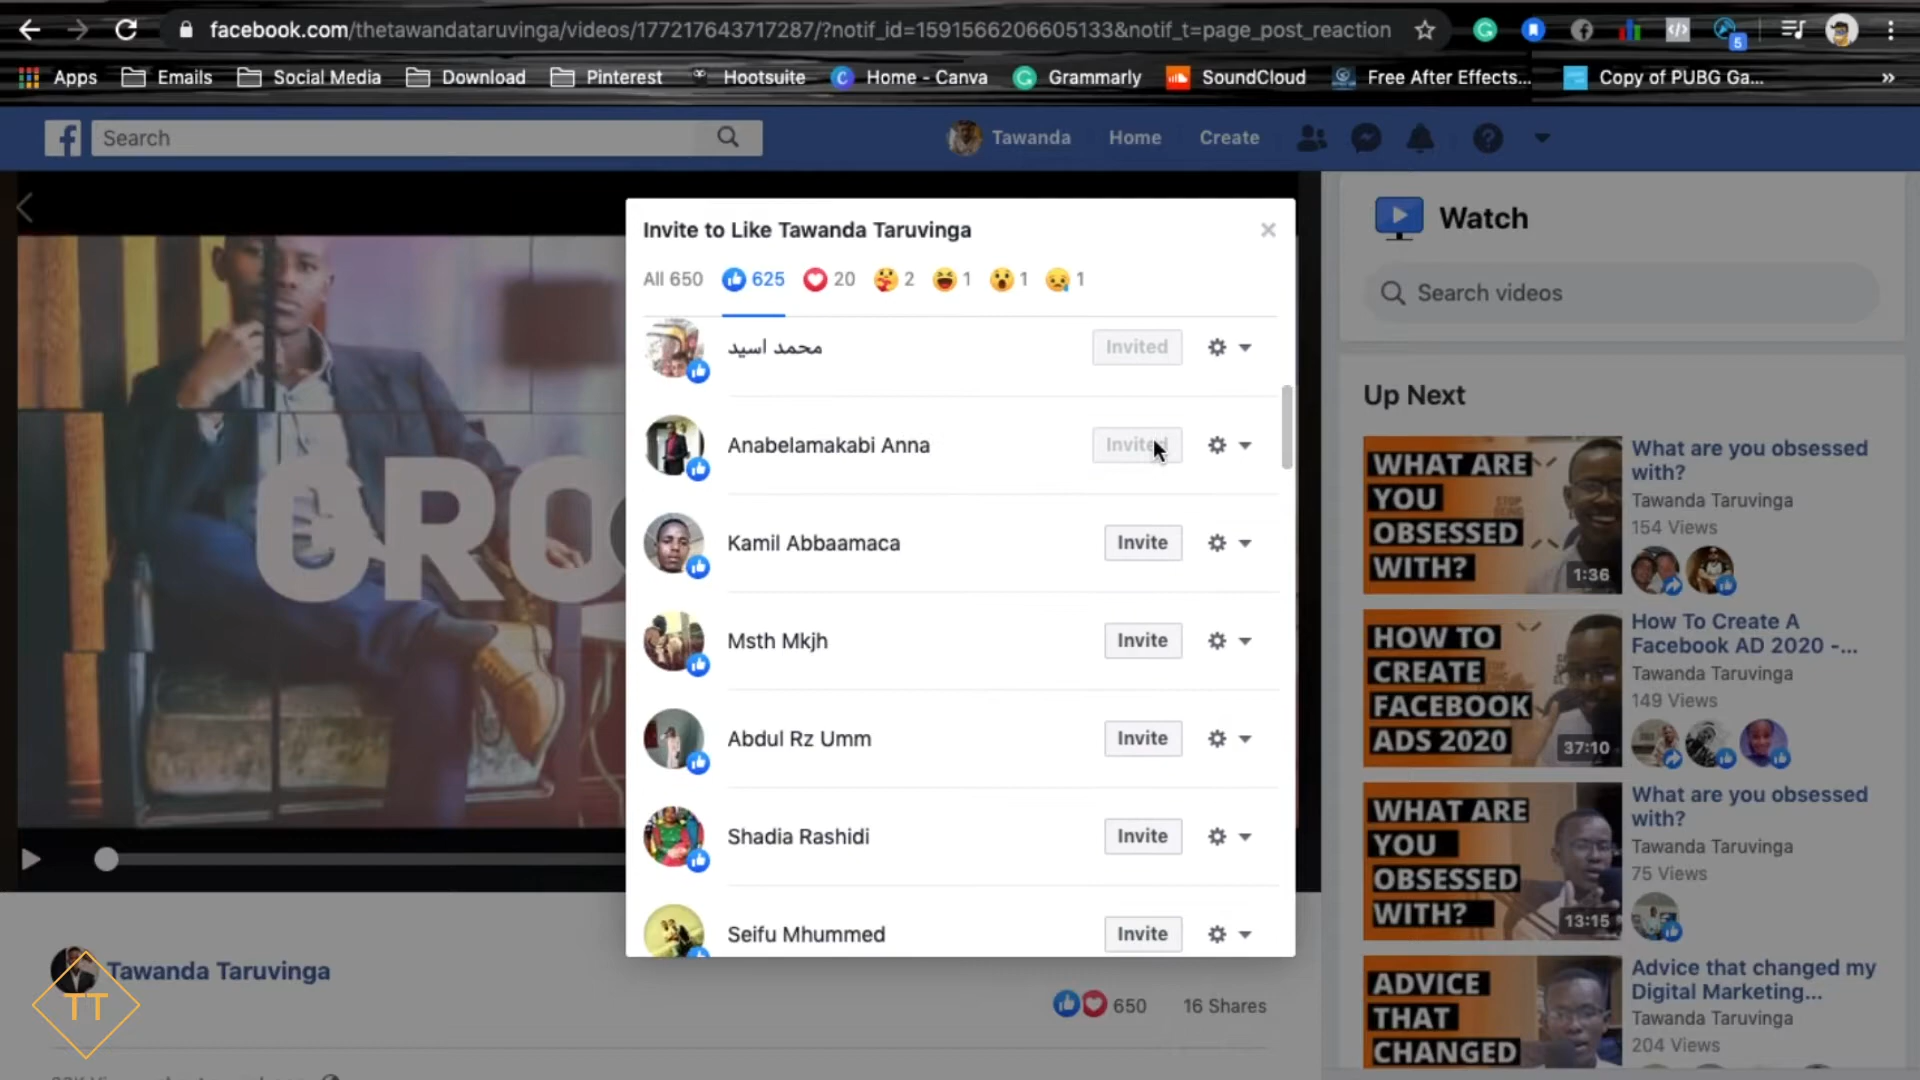 facebook.com/thetawandataruvinga/videos/177217643717287/?notif_id=1591566206605133&notif_t=page_post_reaction
5
Apps Emails Social Media Download Pinterest Hootsuite Home - Canva Grammarly SoundCloud Free After Effects... Copy of PUBG Ga... »
Search Tawanda Home Create
Invite to Like Tawanda Taruvinga
All 650 625 20 2 1 1 1
محمد اسید Invited
Anabelamakabi Anna Invited
Kamil Abbaamaca Invite
Msth Mkjh Invite
Abdul Rz Umm Invite
Shadia Rashidi Invite
Seifu Mhummed Invite
GRO
Tawanda Taruvinga
TT
650 16 Shares
Watch
Search videos
Up Next
WHAT ARE
YOU
OBSESSED
WITH?
1:36
What are you obsessed
with?
Tawanda Taruvinga
154 Views
HOW TO
CREATE
FACEBOOK
ADS 2020
37:10
How To Create A
Facebook AD 2020 -...
Tawanda Taruvinga
149 Views
WHAT ARE
YOU
OBSESSED
WITH?
13:15
What are you obsessed
with?
Tawanda Taruvinga
75 Views
ADVICE
THAT
CHANGED
Advice that changed my
Digital Marketing...
Tawanda Taruvinga
204 Views